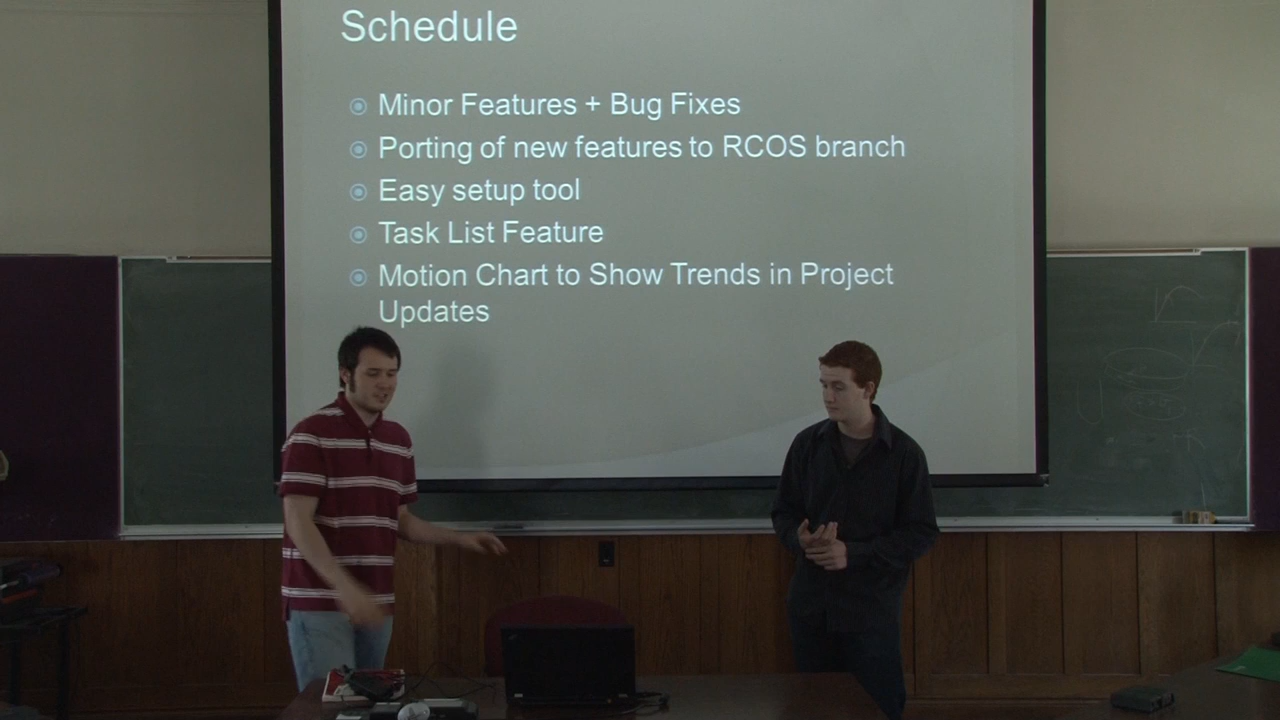 Schedule
Minor Features + Bug Fixes
Porting of new features to RCOS branch
Easy setup tool
Task List Feature
Motion Chart to Show Trends in Project
Updates